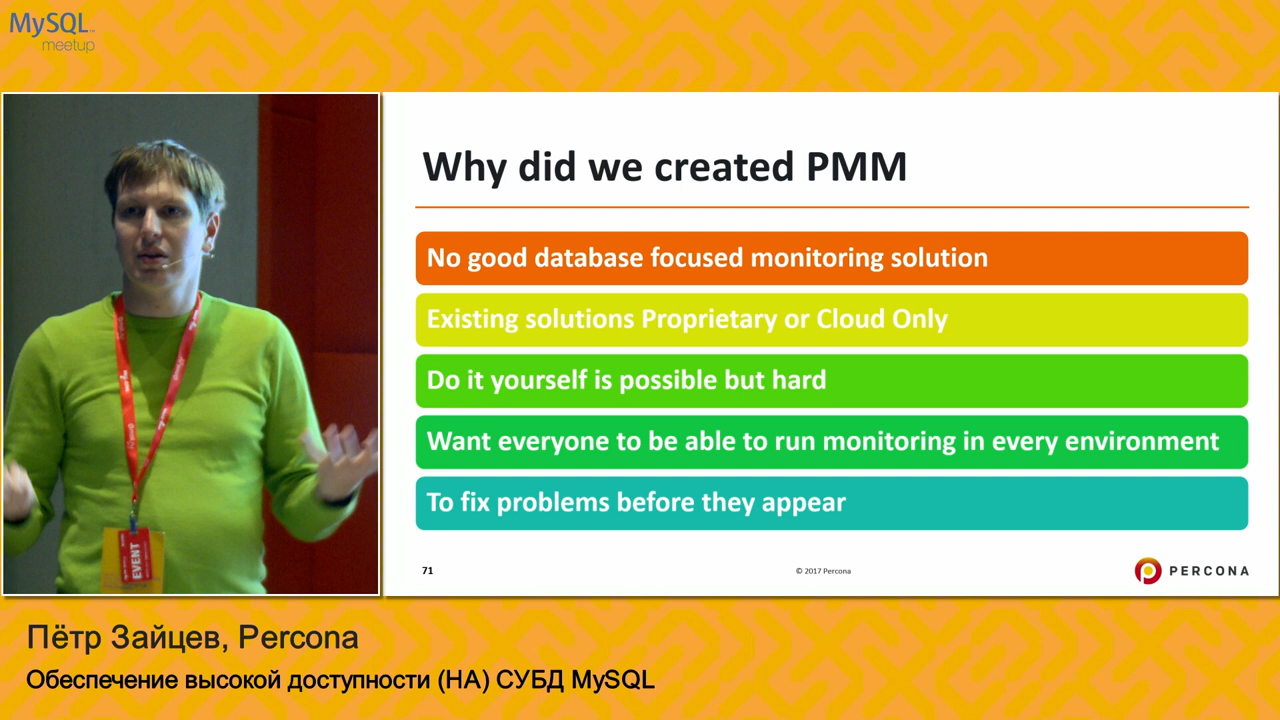 MySQL
meetup
Why did we created PMM
No good database focused monitoring solution
Existing solutions Proprietary or Cloud Only
Do it yourself is possible but hard
Want everyone to be able to run monitoring in every environment
To fix problems before they appear
71
© 2017 Percona
PERCONA
EVENT
Пётр Зайцев, Percona
Обеспечение высокой доступности (HA) СУБД MySQL